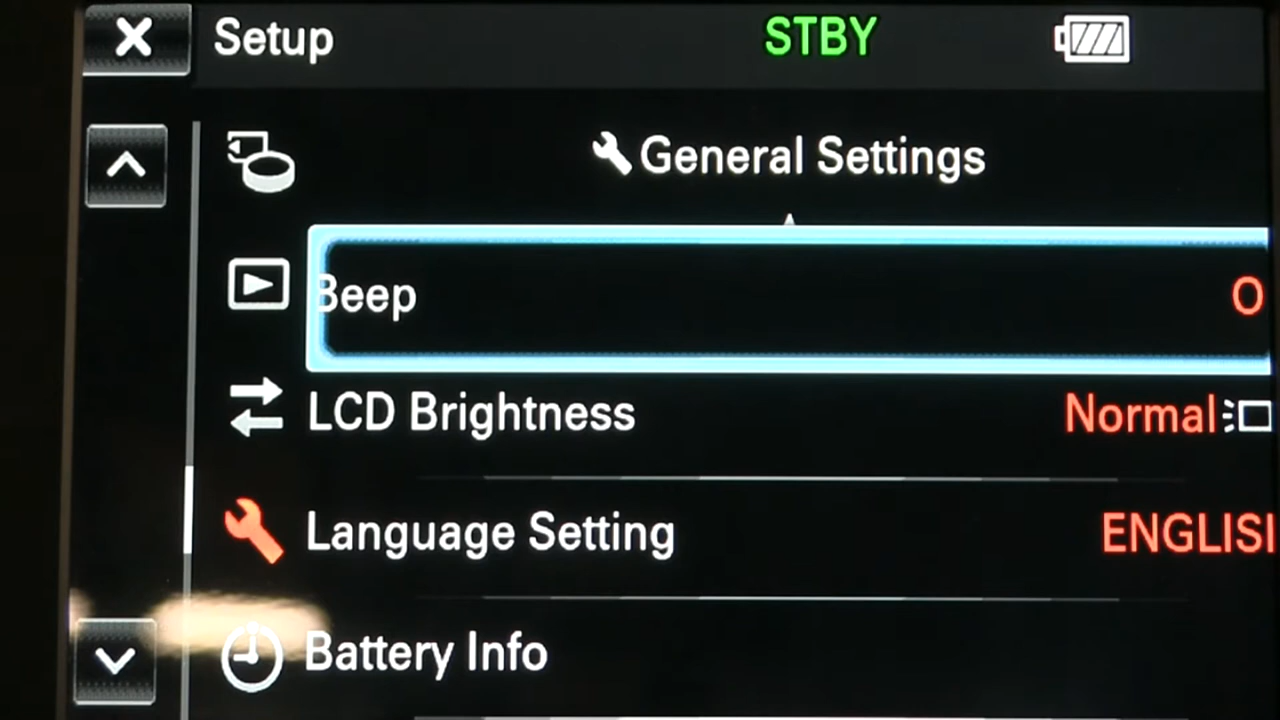 Setup STBY
General Settings
Beep
LCD Brightness Normal
Language Setting
Battery Info